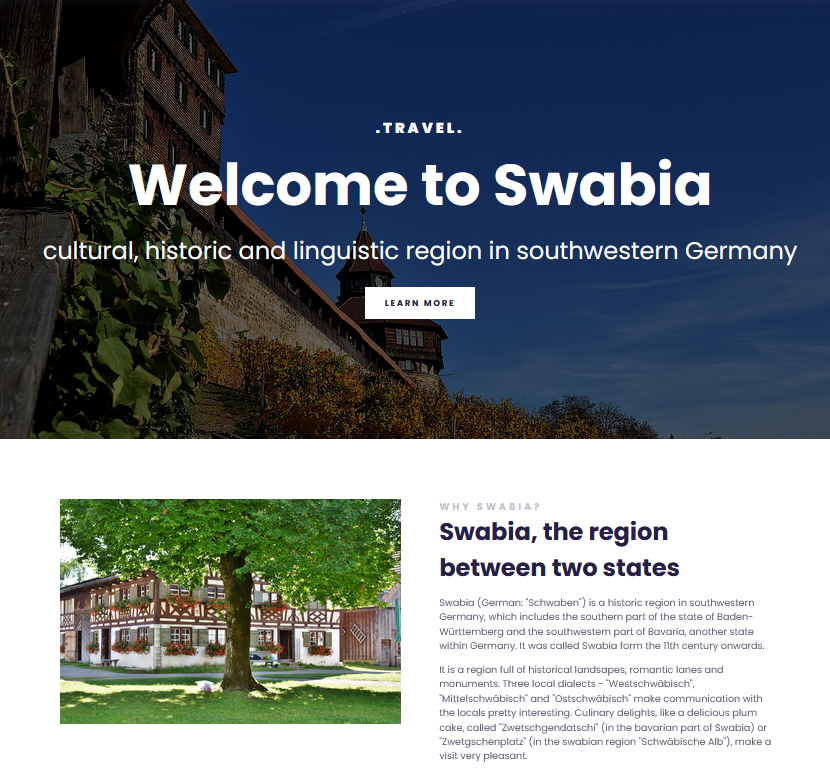 .TRAVEL.
Welcome to Swabia
cultural, historic and linguistic region in southwestern Germany
LEARN MORE
WHY SWABIA?
Swabia, the region
between two states
Swabia (German: "Schwaben") is a historic region in southwestern
Germany, which includes the southern part of the state of Baden-
Württemberg and the southwestern part of Bavaria, another state
within Germany. It was called Swabia form the 11th century onwards.
It is a region full of historical landscapes, romantic lanes and
monuments. Three local dialects - "Westschwäbisch",
"Mittelschwäbisch" and "Ostschwäbisch" make communication with
the locals pretty interesting. Culinary delights, like a delicious plum
cake, called "Zwetschgendatschi" (in the bavarian part of Swabia) or
"Zwetgschenplatz" (in the swabian region "Schwäbische Alb"), make a
visit very pleasant.